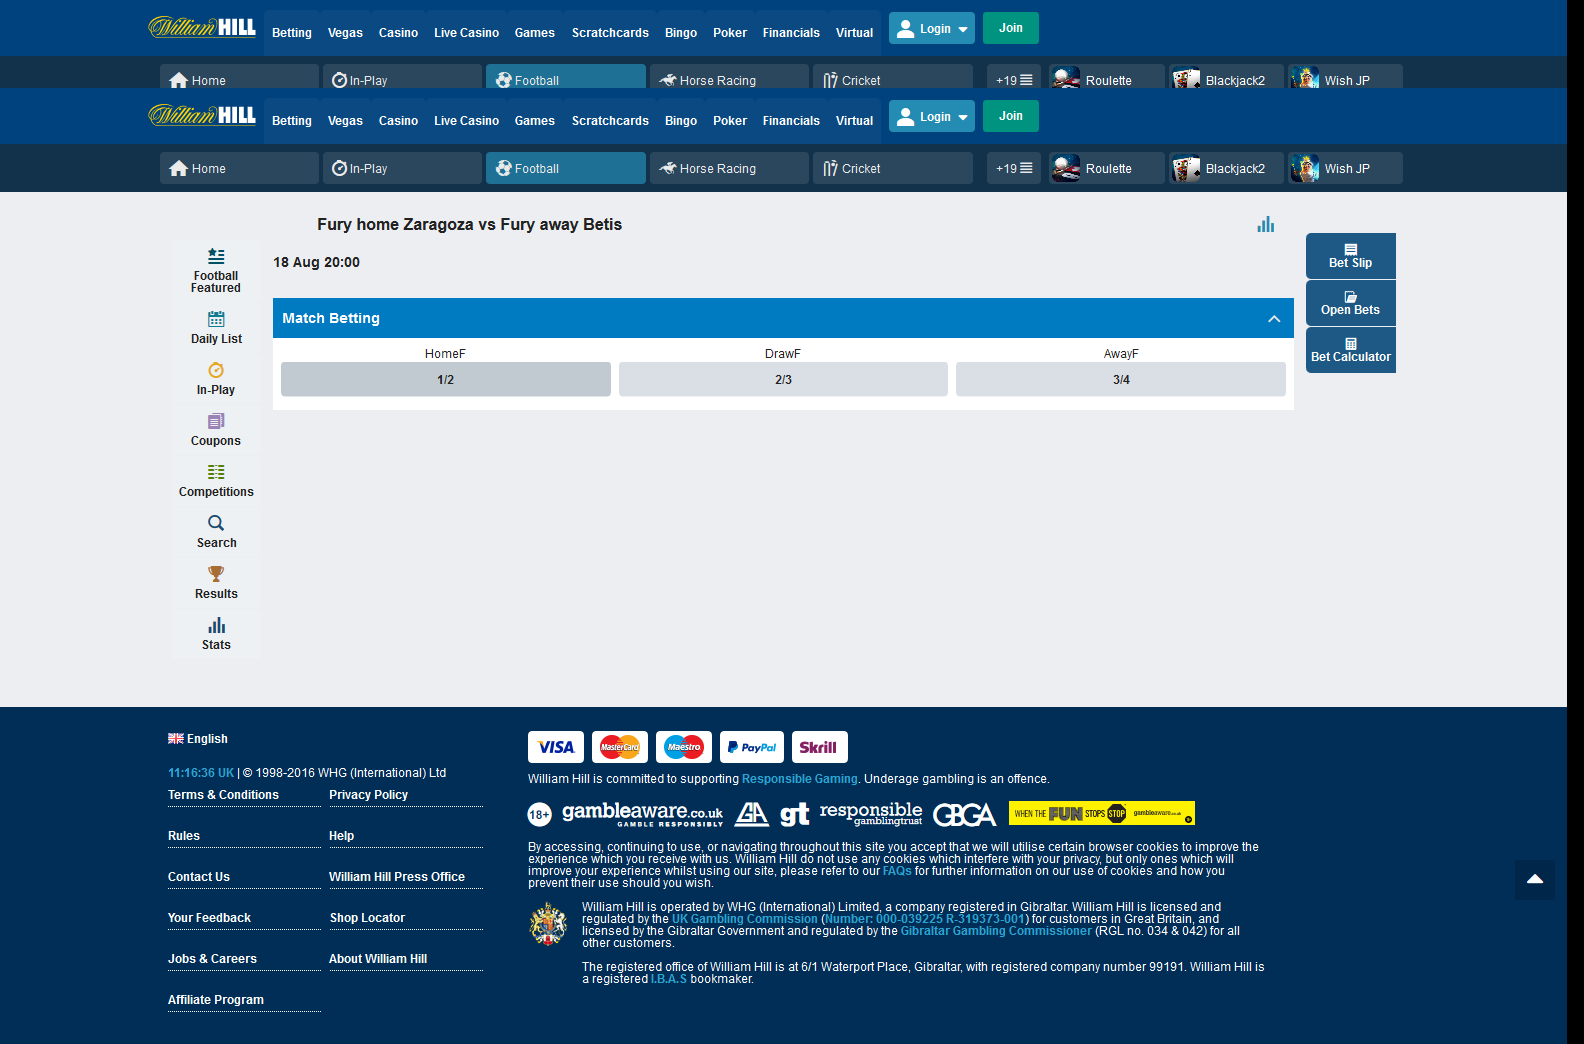 William HILL Betting Vegas Casino Live Casino Games Scratchcards Bingo Poker Financials Virtual Login Join
Home In-Play Football Horse Racing Cricket +19 Roulette Blackjack2 Wish JP
William HILL Betting Vegas Casino Live Casino Games Scratchcards Bingo Poker Financials Virtual Login Join
Home In-Play Football Horse Racing Cricket +19 Roulette Blackjack2 Wish JP
Fury home Zaragoza vs Fury away Betis
18 Aug 20:00
Football
Featured
Daily List
In-Play
Coupons
Competitions
Search
Results
Stats
Match Betting
HomeF DrawF AwayF
1/2 2/3 3/4
Bet Slip
Open Bets
Bet Calculator
English
11:16:36 UK | © 1998-2016 WHG (International) Ltd
Terms & Conditions Privacy Policy
Rules Help
Contact Us William Hill Press Office
Your Feedback Shop Locator
Jobs & Careers About William Hill
Affiliate Program
VISA MasterCard Maestro PayPal Skrill
William Hill is committed to supporting Responsible Gaming. Underage gambling is an offence.
18+ gambleaware.co.uk GAMBLE RESPONSIBLY GA gt responsible gamblingtrust GBGA WHEN THE FUN STOPS STOP gambleaware.co.uk
By accessing, continuing to use, or navigating throughout this site you accept that we will utilise certain browser cookies to improve the
experience which you receive with us. William Hill do not use any cookies which interfere with your privacy, but only ones which will
improve your experience whilst using our site, please refer to our FAQs for further information on our use of cookies and how you
prevent their use should you wish.
William Hill is operated by WHG (International) Limited, a company registered in Gibraltar. William Hill is licensed and
regulated by the UK Gambling Commission (Number: 000-039225 R-319373-001) for customers in Great Britain, and
licensed by the Gibraltar Government and regulated by the Gibraltar Gambling Commissioner (RGL no. 034 & 042) for all
other customers.
The registered office of William Hill is at 6/1 Waterport Place, Gibraltar, with registered company number 99191. William Hill is
a registered I.B.A.S bookmaker.